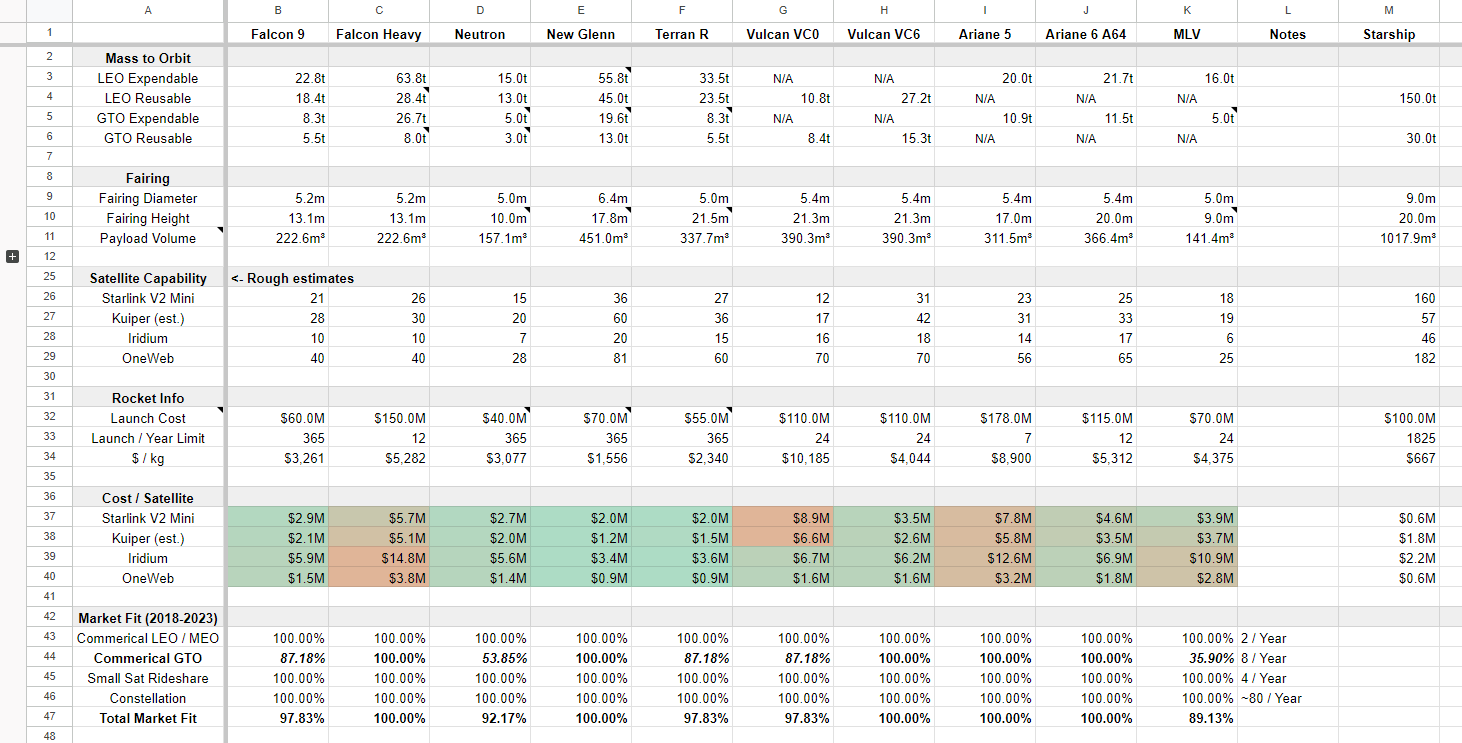 A B C D E F G H I J K L M
1 Falcon 9 Falcon Heavy Neutron New Glenn Terran R Vulcan VC0 Vulcan VC6 Ariane 5 Ariane 6 A64 MLV Notes Starship
2 Mass to Orbit
3 LEO Expendable 22.8t 63.8t 15.0t 55.8t 33.5t N/A N/A 20.0t 21.7t 16.0t
4 LEO Reusable 18.4t 28.4t 13.0t 45.0t 23.5t 10.8t 27.2t N/A N/A N/A 150.0t
5 GTO Expendable 8.3t 26.7t 5.0t 19.6t 8.3t N/A N/A 10.9t 11.5t 5.0t
6 GTO Reusable 5.5t 8.0t 3.0t 13.0t 5.5t 8.4t 15.3t N/A N/A N/A 30.0t
7
8 Fairing
9 Fairing Diameter 5.2m 5.2m 5.0m 6.4m 5.0m 5.4m 5.4m 5.4m 5.4m 5.0m 9.0m
10 Fairing Height 13.1m 13.1m 10.0m 17.8m 21.5m 21.3m 21.3m 17.0m 20.0m 9.0m 20.0m
11 Payload Volume 222.6m³ 222.6m³ 157.1m³ 451.0m³ 337.7m³ 390.3m³ 390.3m³ 311.5m³ 366.4m³ 141.4m³ 1017.9m³
12
25 Satellite Capability <- Rough estimates
26 Starlink V2 Mini 21 26 15 36 27 12 31 23 25 18 160
27 Kuiper (est.) 28 30 20 60 36 17 42 31 33 19 57
28 Iridium 10 10 7 20 15 16 18 14 17 6 46
29 OneWeb 40 40 28 81 60 70 70 56 65 25 182
30
31 Rocket Info
32 Launch Cost $60.0M $150.0M $40.0M $70.0M $55.0M $110.0M $110.0M $178.0M $115.0M $70.0M $100.0M
33 Launch / Year Limit 365 12 365 365 365 24 24 7 12 24 1825
34 $ / kg $3,261 $5,282 $3,077 $1,556 $2,340 $10,185 $4,044 $8,900 $5,312 $4,375 $667
35
36 Cost / Satellite
37 Starlink V2 Mini $2.9M $5.7M $2.7M $2.0M $2.0M $8.9M $3.5M $7.8M $4.6M $3.9M $0.6M
38 Kuiper (est.) $2.1M $5.1M $2.0M $1.2M $1.5M $6.6M $2.6M $5.8M $3.5M $3.7M $1.8M
39 Iridium $5.9M $14.8M $5.6M $3.4M $3.6M $6.7M $6.2M $12.6M $6.9M $10.9M $2.2M
40 OneWeb $1.5M $3.8M $1.4M $0.9M $0.9M $1.6M $1.6M $3.2M $1.8M $2.8M $0.6M
41
42 Market Fit (2018-2023)
43 Commerical LEO / MEO 100.00% 100.00% 100.00% 100.00% 100.00% 100.00% 100.00% 100.00% 100.00% 100.00% 2 / Year
44 Commerical GTO 87.18% 100.00% 53.85% 100.00% 87.18% 87.18% 100.00% 100.00% 100.00% 35.90% 8 / Year
45 Small Sat Rideshare 100.00% 100.00% 100.00% 100.00% 100.00% 100.00% 100.00% 100.00% 100.00% 100.00% 4 / Year
46 Constellation 100.00% 100.00% 100.00% 100.00% 100.00% 100.00% 100.00% 100.00% 100.00% 100.00% ~80 / Year
47 Total Market Fit 97.83% 100.00% 92.17% 100.00% 97.83% 97.83% 100.00% 100.00% 100.00% 89.13%
48